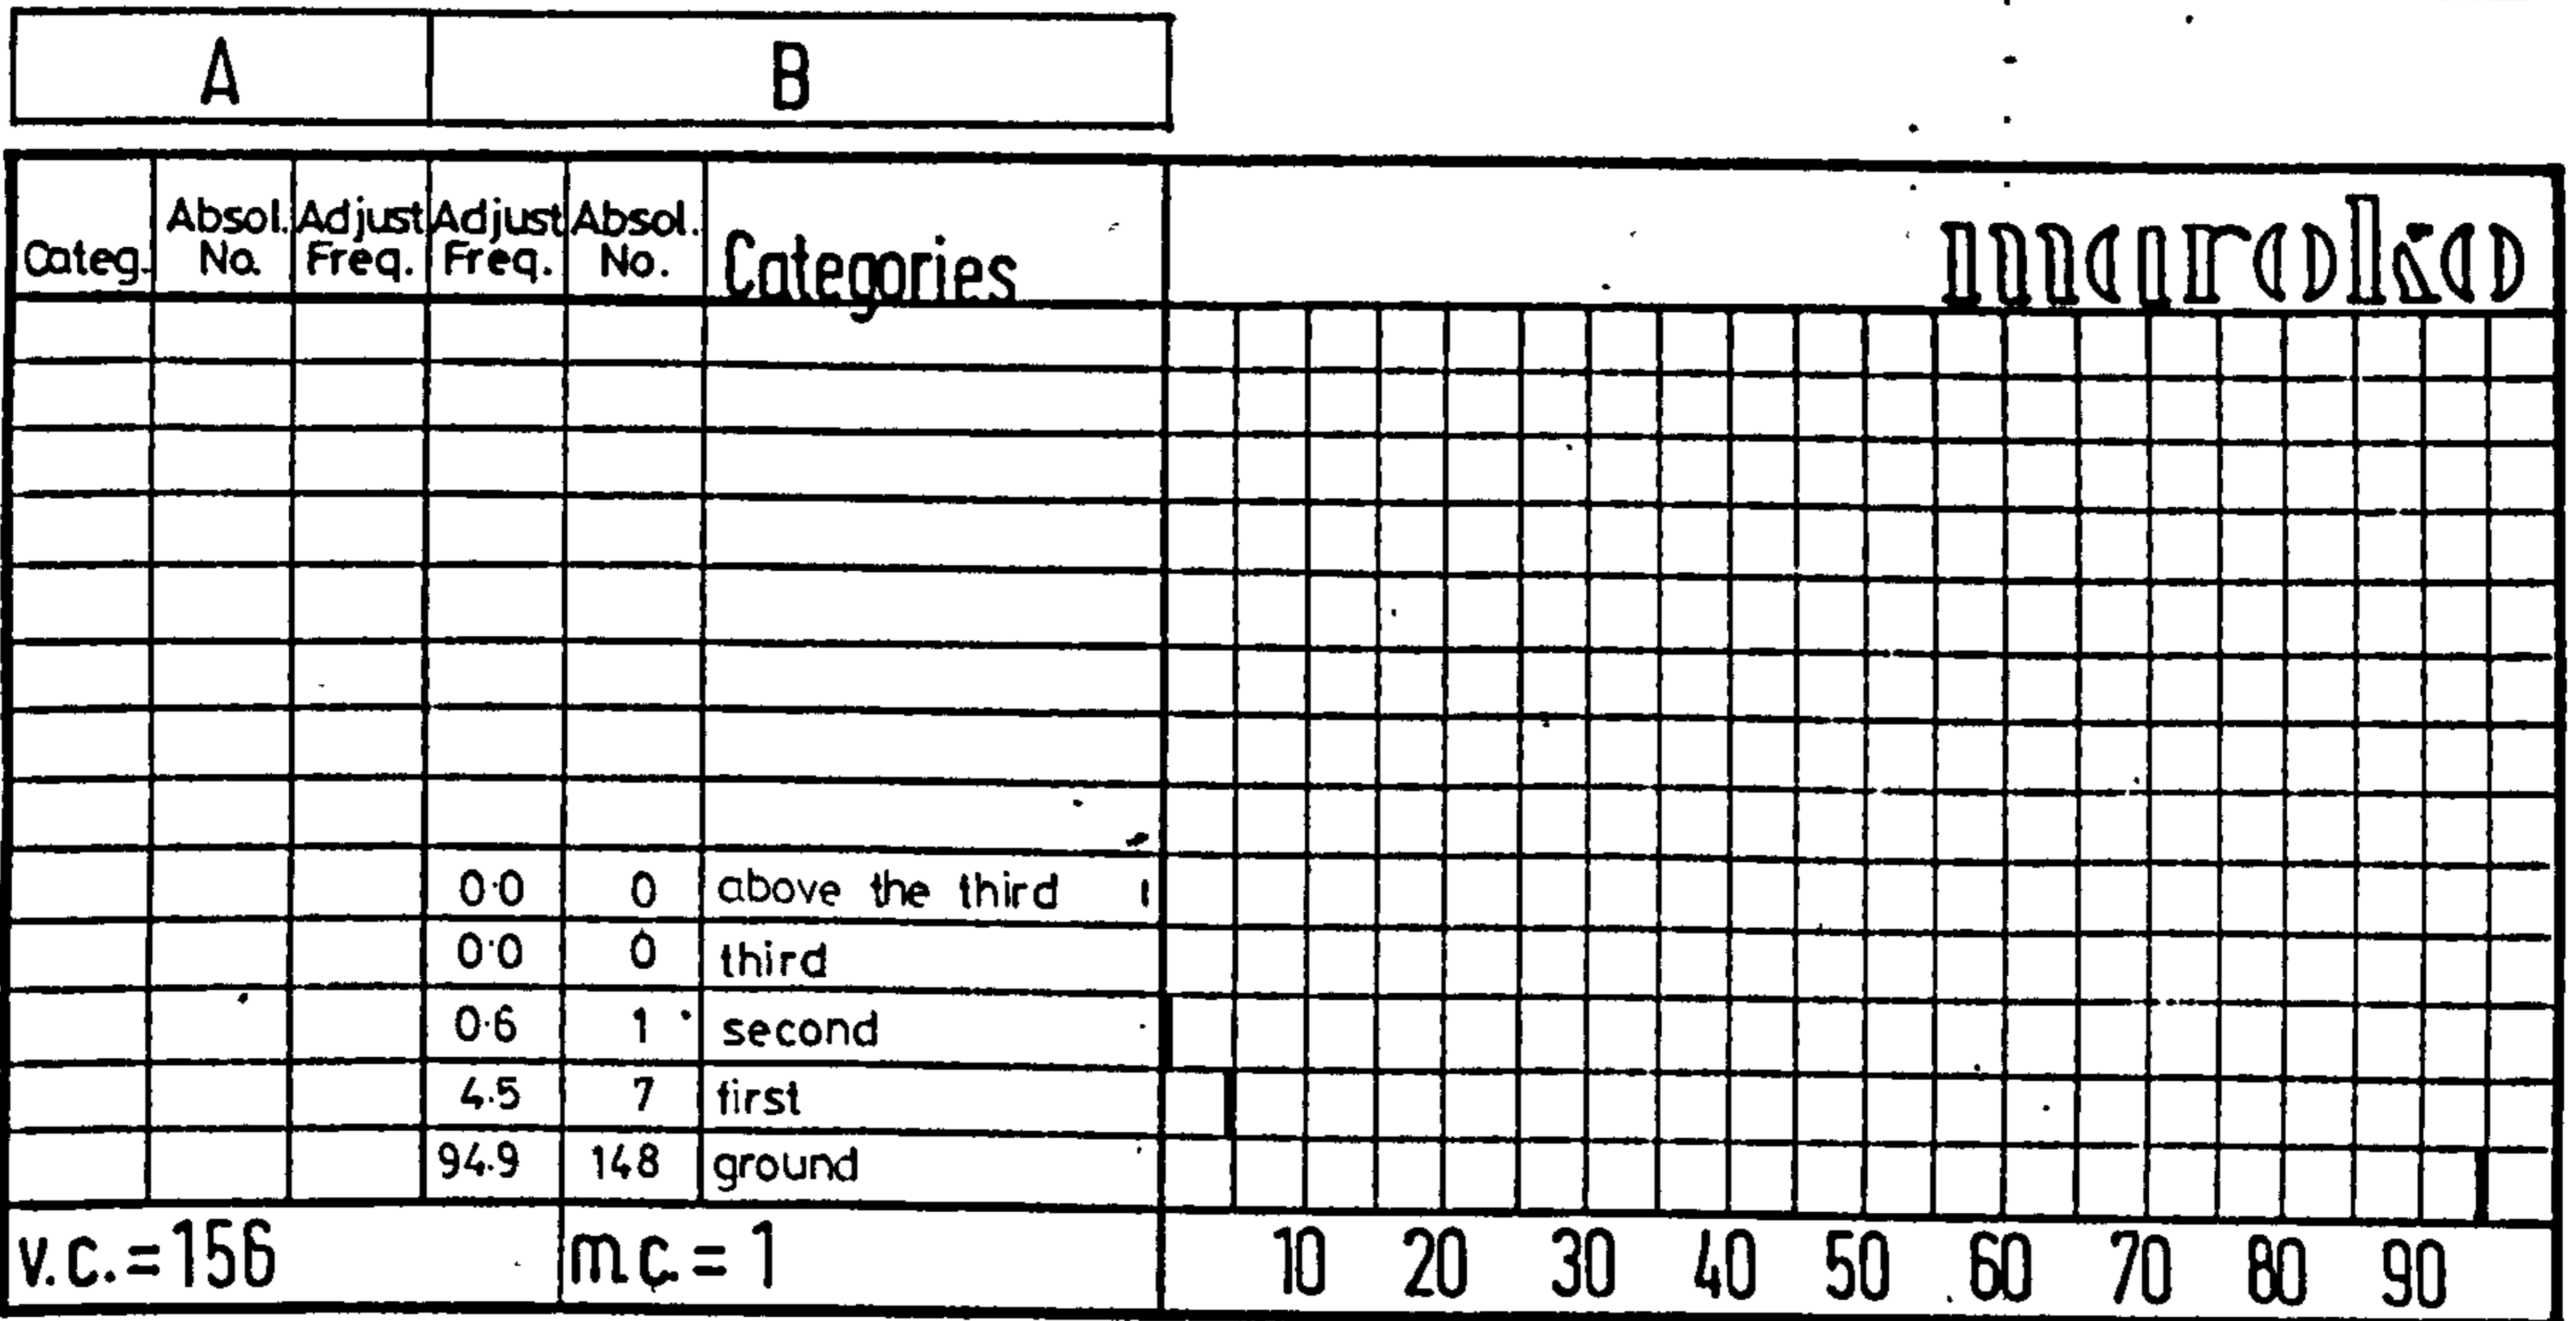 A B
Categ. Absol. No. Adjust Freq. Adjust Freq. Absol. No. Categories maroko
0·0 0 above the third
0·0 0 third
0·6 1 second
4.5 7 first
94.9 148 ground
v.c.=156 m.c.=1 10 20 30 40 50 60 70 80 90